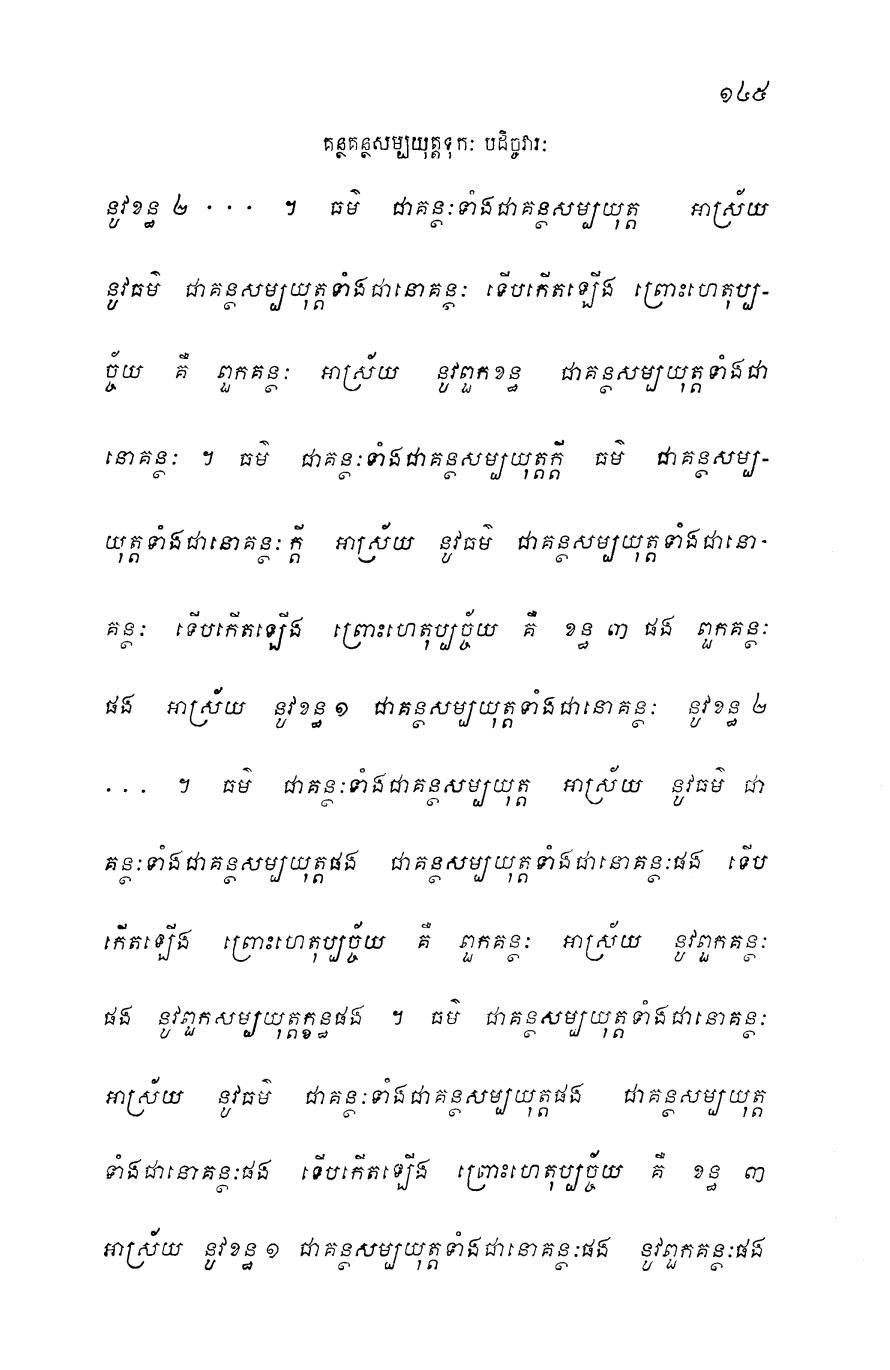 ១៤៥
គន្ថគន្ថសម្បយុត្តទុកៈ បដិច្ចវារៈ
នូវខន្ធ ២ ··· ។ ធម៌ ជាគន្ថៈទាំងជាគន្ថសម្បយុត្ត អាស្រ័យ
នូវធម៌ ជាគន្ថសម្បយុត្តទាំងជានោគន្ថៈ ទើបកើតឡើង ព្រោះហេតុប្ប-
ច្ច័យ គឺ ពួកគន្ថៈ អាស្រ័យ នូវពួកខន្ធ ជាគន្ថសម្បយុត្តទាំងជា
នោគន្ថៈ ។ ធម៌ ជាគន្ថៈទាំងជាគន្ថសម្បយុត្តក្តី ធម៌ ជាគន្ថសម្ប-
យុត្តទាំងជានោគន្ថៈក្តី អាស្រ័យ នូវធម៌ ជាគន្ថសម្បយុត្តទាំងជានោ-
គន្ថៈ ទើបកើតឡើង ព្រោះហេតុប្បច្ច័យ គឺ ខន្ធ ៣ ផង ពួកគន្ថៈ
ផង អាស្រ័យ នូវខន្ធ ១ ជាគន្ថសម្បយុត្តទាំងជានោគន្ថៈ នូវខន្ធ ២
... ។ ធម៌ ជាគន្ថៈទាំងជាគន្ថសម្បយុត្ត អាស្រ័យ នូវធម៌ ជា
គន្ថៈទាំងជាគន្ថសម្បយុត្តផង ជាគន្ថសម្បយុត្តទាំងជានោគន្ថៈផង ទើប
កើតឡើង ព្រោះហេតុប្បច្ច័យ គឺ ពួកគន្ថៈ អាស្រ័យ នូវពួកគន្ថៈ
ផង នូវពួកសម្បយុត្តក្ខន្ធផង ។ ធម៌ ជាគន្ថសម្បយុត្តទាំងជានោគន្ថៈ
អាស្រ័យ នូវធម៌ ជាគន្ថៈទាំងជាគន្ថសម្បយុត្តផង ជាគន្ថសម្បយុត្ត
ទាំងជានោគន្ថៈផង ទើបកើតឡើង ព្រោះហេតុប្បច្ច័យ គឺ ខន្ធ ៣
អាស្រ័យ នូវខន្ធ ១ ជាគន្ថសម្បយុត្តទាំងជានោគន្ថៈផង នូវពួកគន្ថៈផង